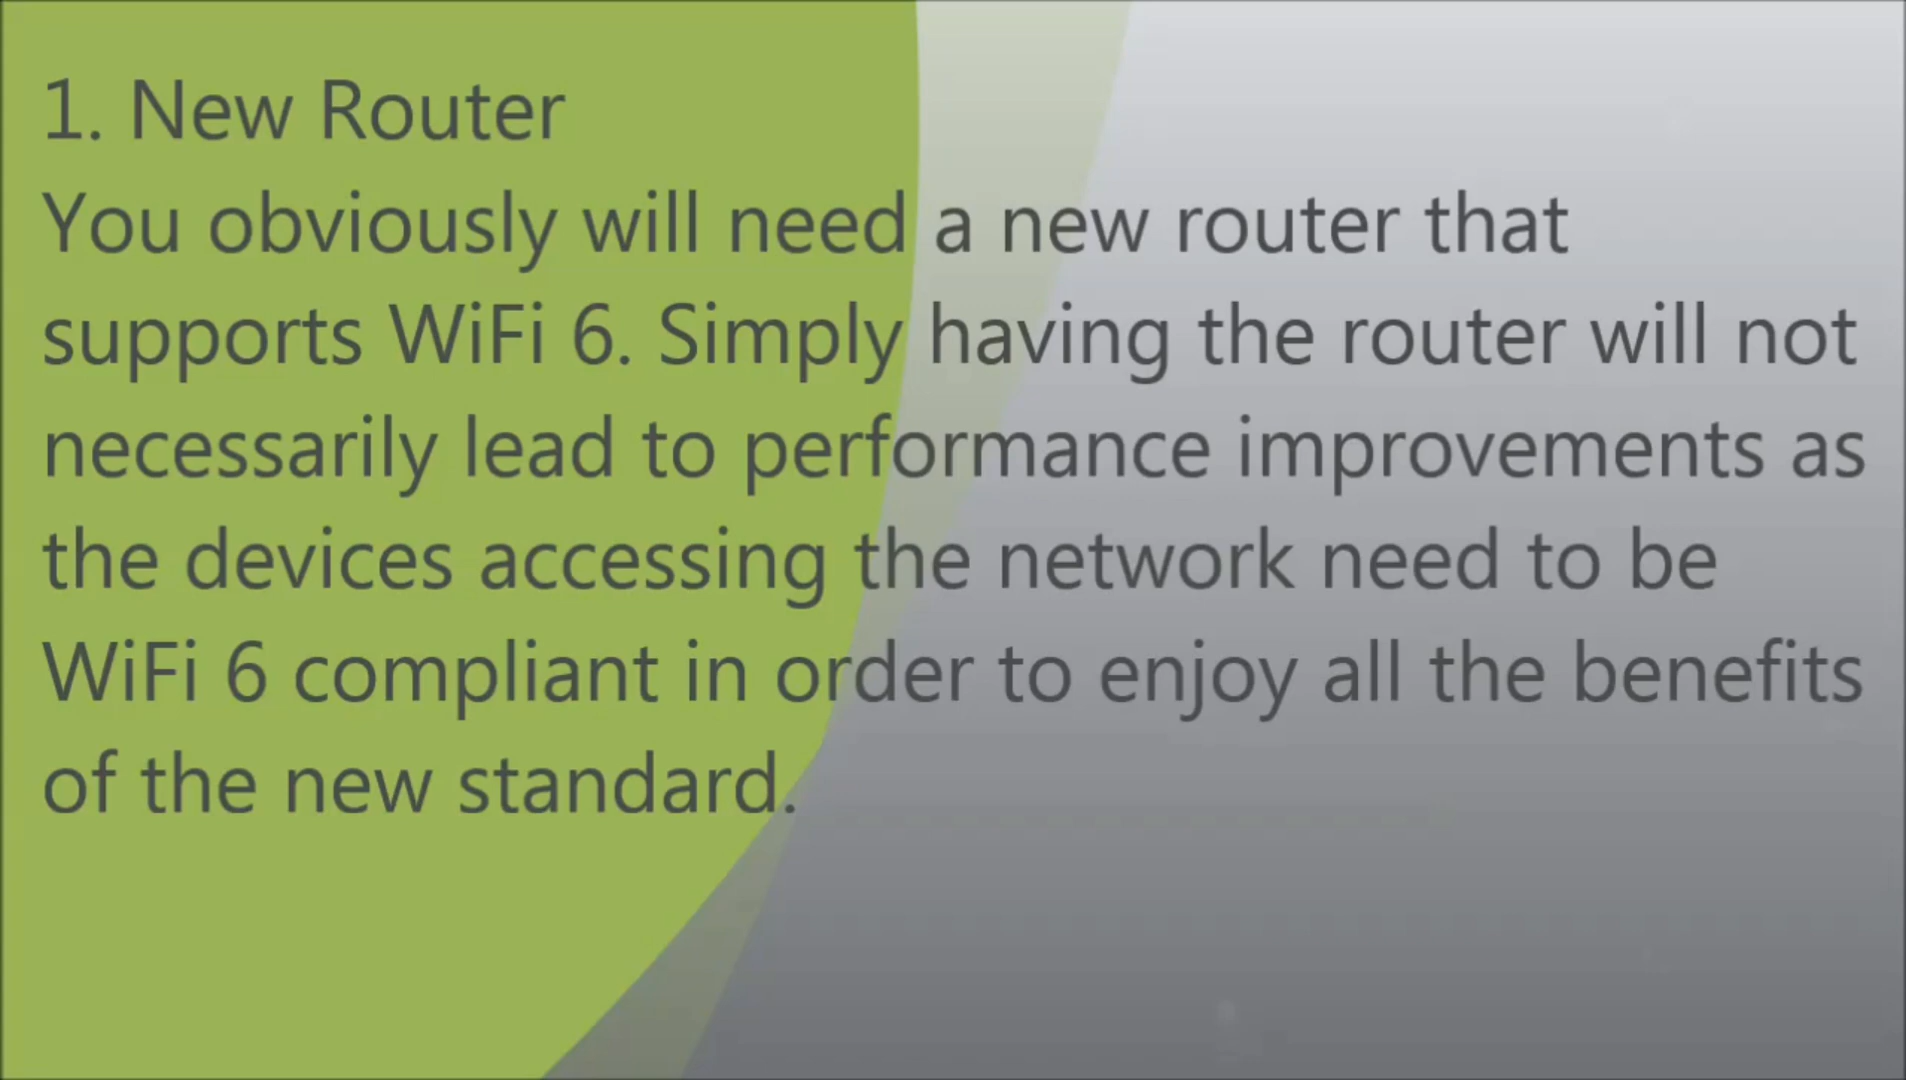 1. New Router
You obviously will need a new router that
supports WiFi 6. Simply having the router will not
necessarily lead to performance improvements as
the devices accessing the network need to be
WiFi 6 compliant in order to enjoy all the benefits
of the new standard.